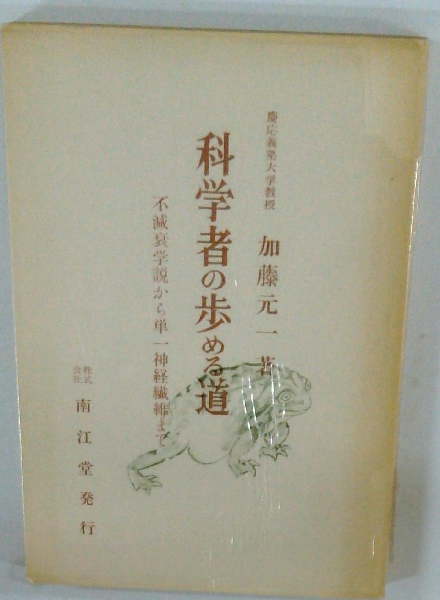 慶応義塾大学教授
加藤元一著
科学者の歩める道
不滅衰学説から単一神経繊維まで
株式会社
南江堂発行